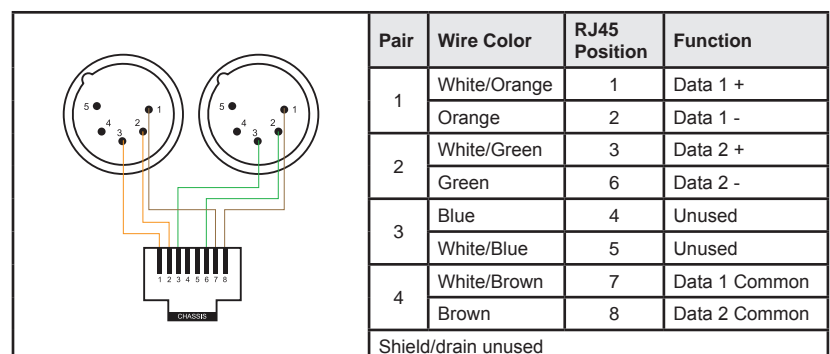 5 4 3 2 1
5 4 3 2 1
1 2 3 4 5 6 7 8
CHASSIS
Pair Wire Color RJ45 Position Function
1 White/Orange 1 Data 1 +
Orange 2 Data 1 -
2 White/Green 3 Data 2 +
Green 6 Data 2 -
3 Blue 4 Unused
White/Blue 5 Unused
4 White/Brown 7 Data 1 Common
Brown 8 Data 2 Common
Shield/drain unused